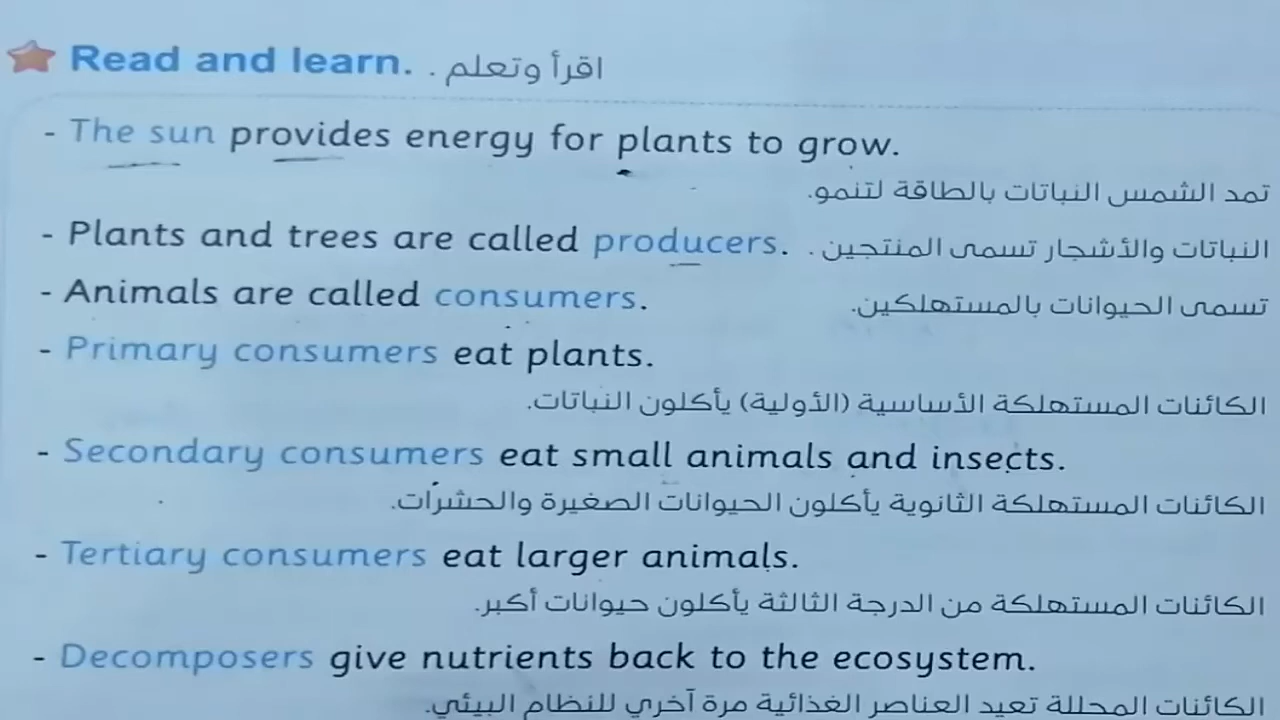 Read and learn. اقرأ وتعلم .
- The sun provides energy for plants to grow.
تمد الشمس النباتات بالطاقة لتنمو.
- Plants and trees are called producers. النباتات والأشجار تسمى المنتجين .
- Animals are called consumers. تسمى الحيوانات بالمستهلكين.
- Primary consumers eat plants.
الكائنات المستهلكة الأساسية (الأولية) يأكلون النباتات.
- Secondary consumers eat small animals and insects.
الكائنات المستهلكة الثانوية يأكلون الحيوانات الصغيرة والحشرات.
- Tertiary consumers eat larger animals.
الكائنات المستهلكة من الدرجة الثالثة يأكلون حيوانات أكبر.
- Decomposers give nutrients back to the ecosystem.
الكائنات المحللة تعيد العناصر الغذائية مرة آخري للنظام البيئي.